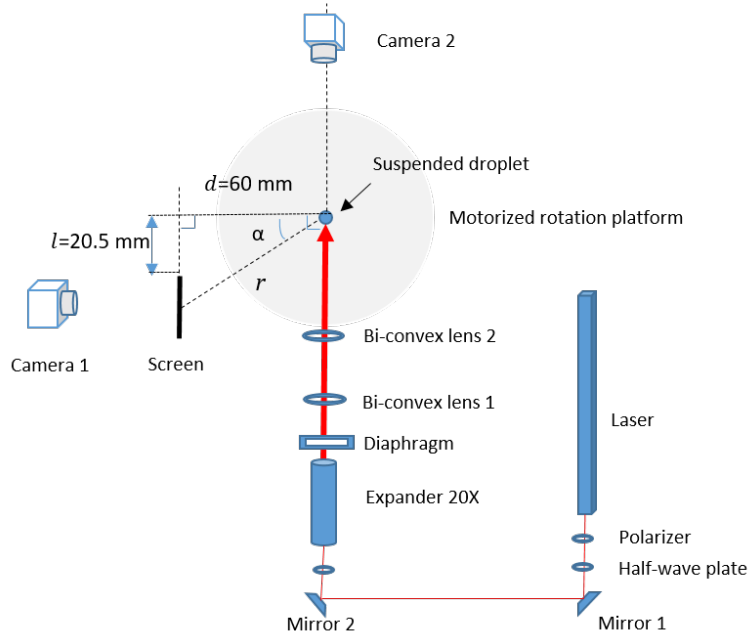 Camera 2
Suspended droplet
d=60 mm
Motorized rotation platform
α
l=20.5 mm
r
Camera 1
Screen
Bi-convex lens 2
Bi-convex lens 1
Laser
Diaphragm
Expander 20X
Polarizer
Half-wave plate
Mirror 2
Mirror 1